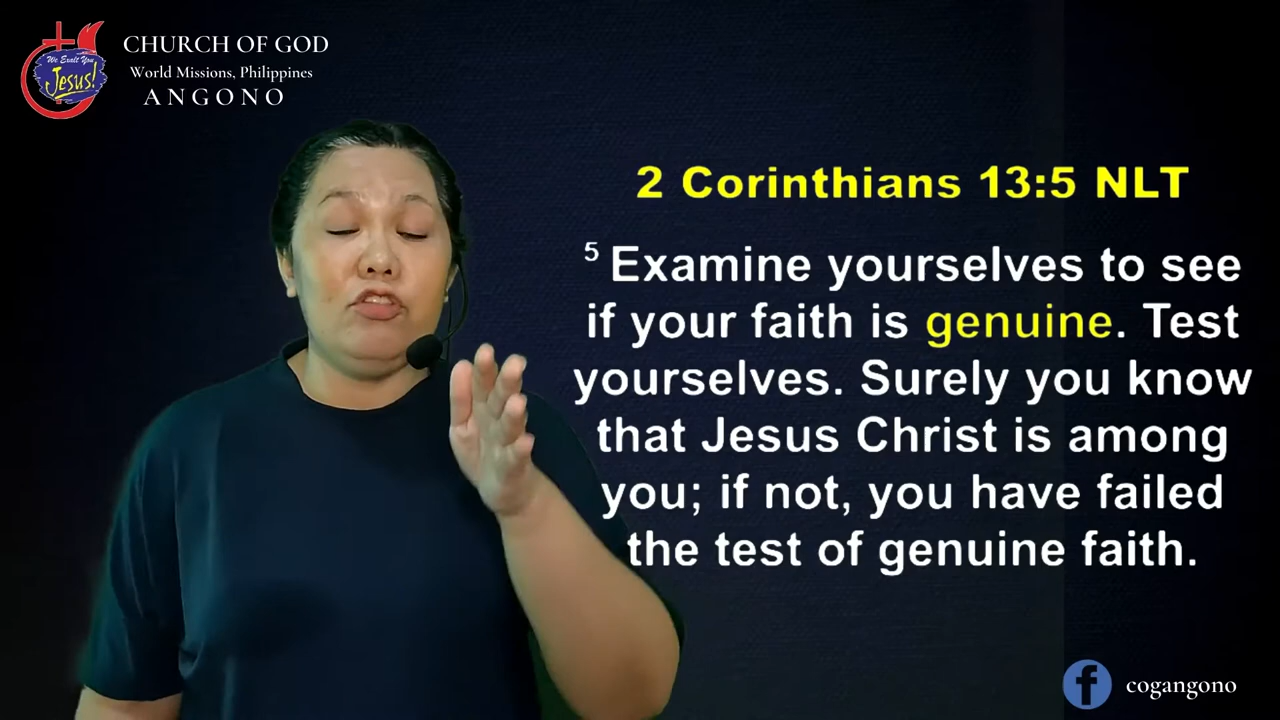 We Exalt You
Jesus!
CHURCH OF GOD
World Missions, Philippines
ANGONO
2 Corinthians 13:5 NLT
5 Examine yourselves to see
if your faith is genuine. Test
yourselves. Surely you know
that Jesus Christ is among
you; if not, you have failed
the test of genuine faith.
f cogangono